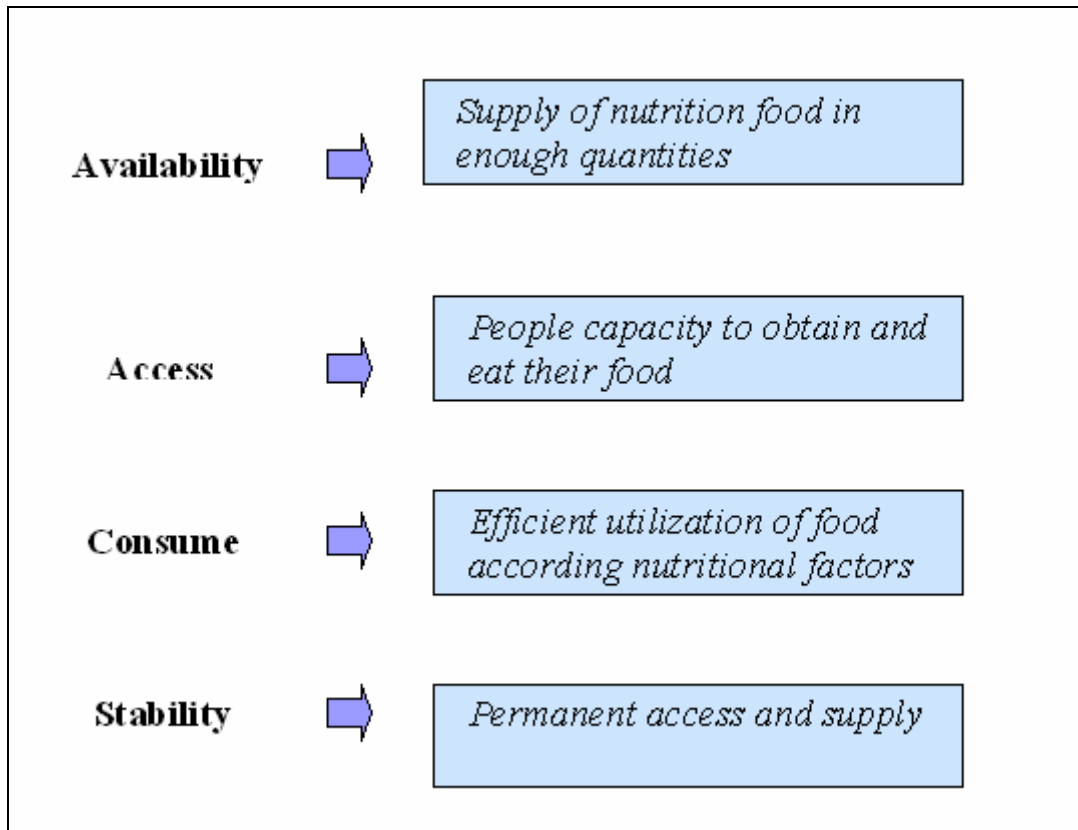 Availability
Supply of nutrition food in
enough quantities
Access
People capacity to obtain and
eat their food
Consume
Efficient utilization of food
according nutritional factors
Stability
Permanent access and supply